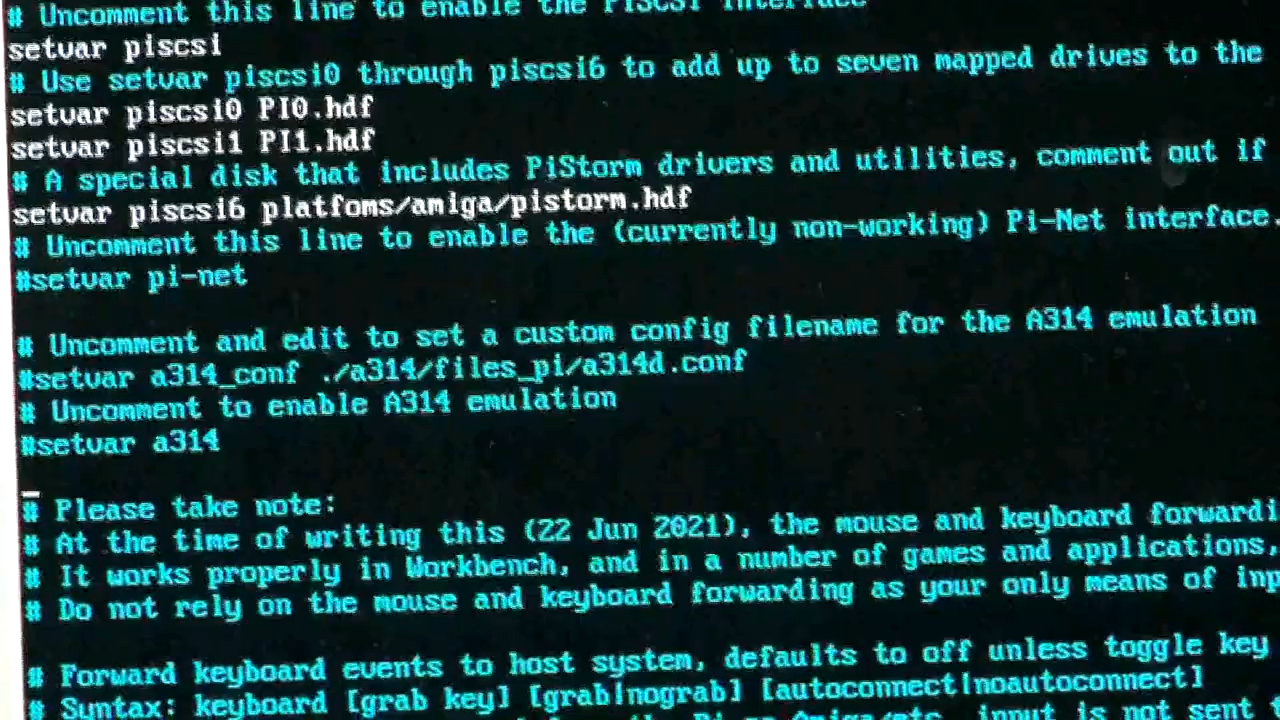 # Uncomment this line to enable the PISCSI interface
setvar piscsi
# Use setvar piscsi0 through piscsi6 to add up to seven mapped drives to the
setvar piscsi0 PI0.hdf
setvar piscsi1 PI1.hdf
# A special disk that includes PiStorm drivers and utilities, comment out if
setvar piscsi6 platfoms/amiga/pistorm.hdf
# Uncomment this line to enable the (currently non-working) Pi-Net interface.
#setvar pi-net
# Uncomment and edit to set a custom config filename for the A314 emulation
#setvar a314_conf ./a314/files_pi/a314d.conf
# Uncomment to enable A314 emulation
#setvar a314
# Please take note:
# At the time of writing this (22 Jun 2021), the mouse and keyboard forwardi
# It works properly in Workbench, and in a number of games and applications,
# Do not rely on the mouse and keyboard forwarding as your only means of inp
# Forward keyboard events to host system, defaults to off unless toggle key
# Syntax: keyboard [grab key] [grab|nograb] [autoconnect|noautoconnect]
input is not sent